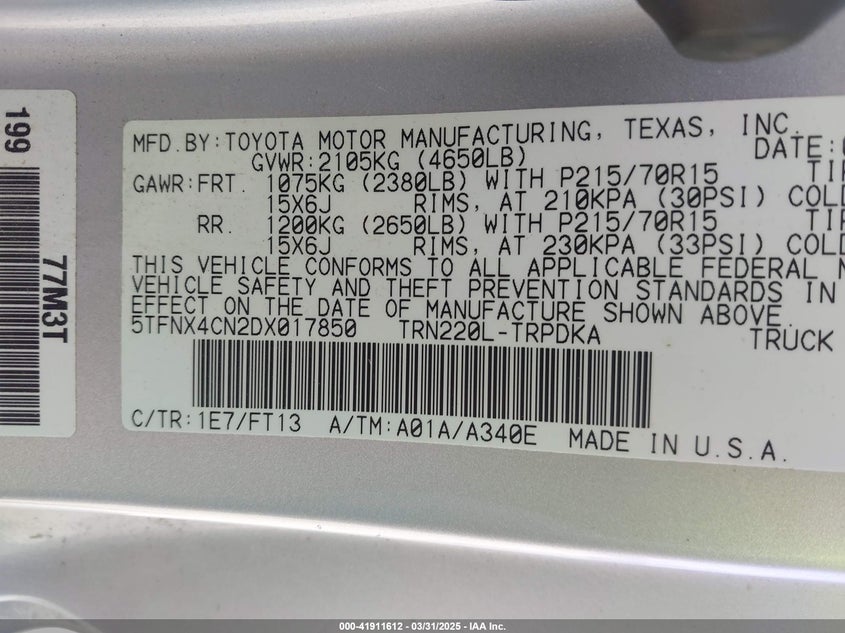 199
77M3T
MFD.BY:TOYOTA MOTOR MANUFACTURING, TEXAS, INC.
GVWR:2105KG (4650LB) DATE:
GAWR:FRT. 1075KG (2380LB) WITH P215/70R15
15X6J RIMS, AT 210KPA (30PSI) COLD
RR. 1200KG (2650LB) WITH P215/70R15
15X6J RIMS, AT 230KPA (33PSI) COLD
THIS VEHICLE CONFORMS TO ALL APPLICABLE FEDERAL
VEHICLE SAFETY AND THEFT PREVENTION STANDARDS IN
EFFECT ON THE DATE OF MANUFACTURE SHOWN ABOVE.
5TFNX4CN2DX017850 TRN220L-TRPDKA TRUCK
C/TR:1E7/FT13 A/TM:A01A/A340E MADE IN U.S.A.
000-41911612 - 03/31/2025 - IAA Inc.